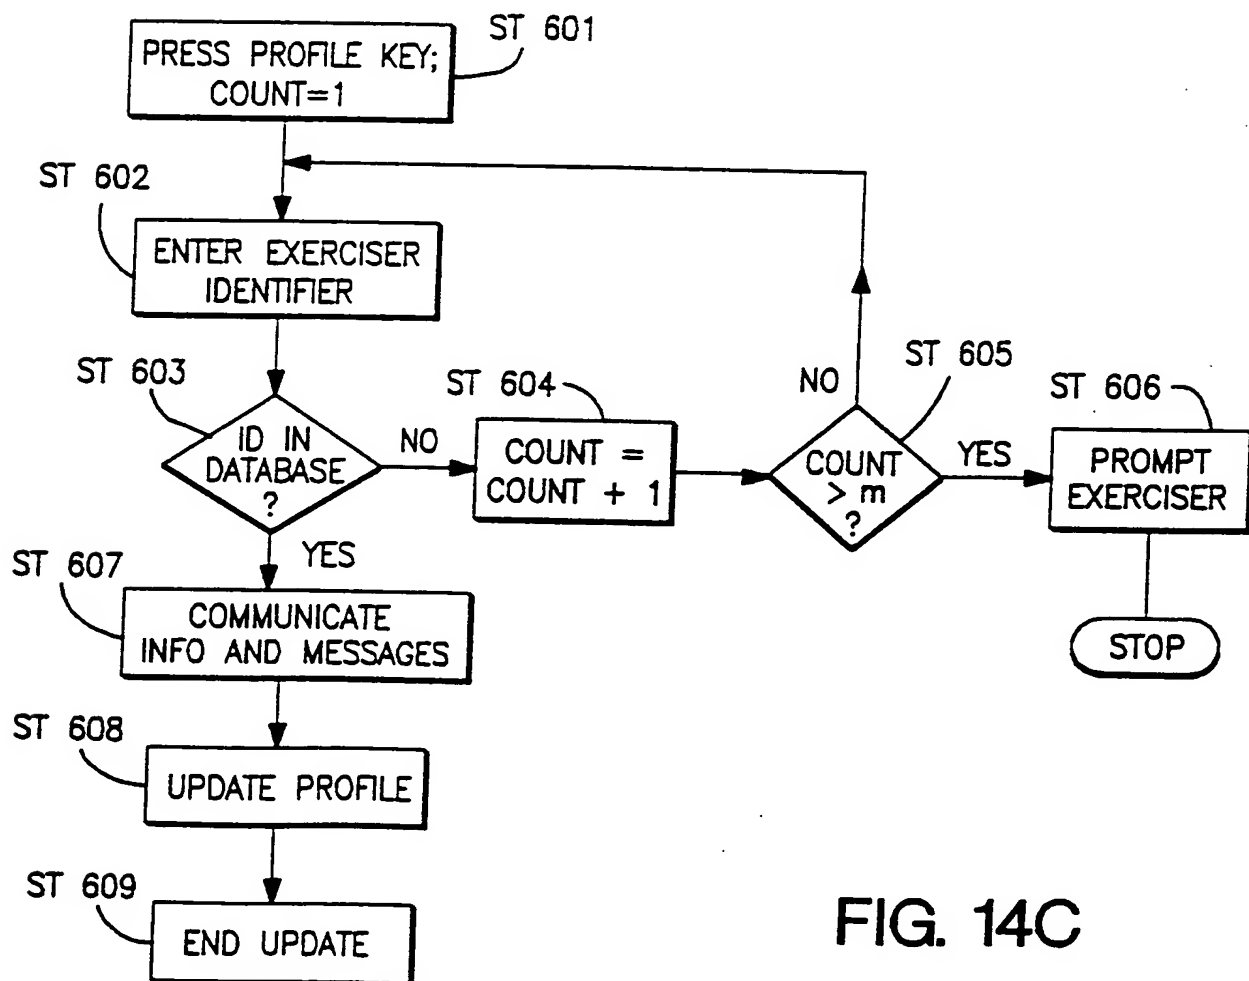 ST 601
PRESS PROFILE KEY;
COUNT=1
ST 602
ENTER EXERCISER
IDENTIFIER
ST 603
ID IN
DATABASE
?
NO
ST 604
COUNT =
COUNT + 1
NO
ST 605
COUNT
> m
?
YES
ST 606
PROMPT
EXERCISER
STOP
YES
ST 607
COMMUNICATE
INFO AND MESSAGES
ST 608
UPDATE PROFILE
ST 609
END UPDATE
FIG. 14C